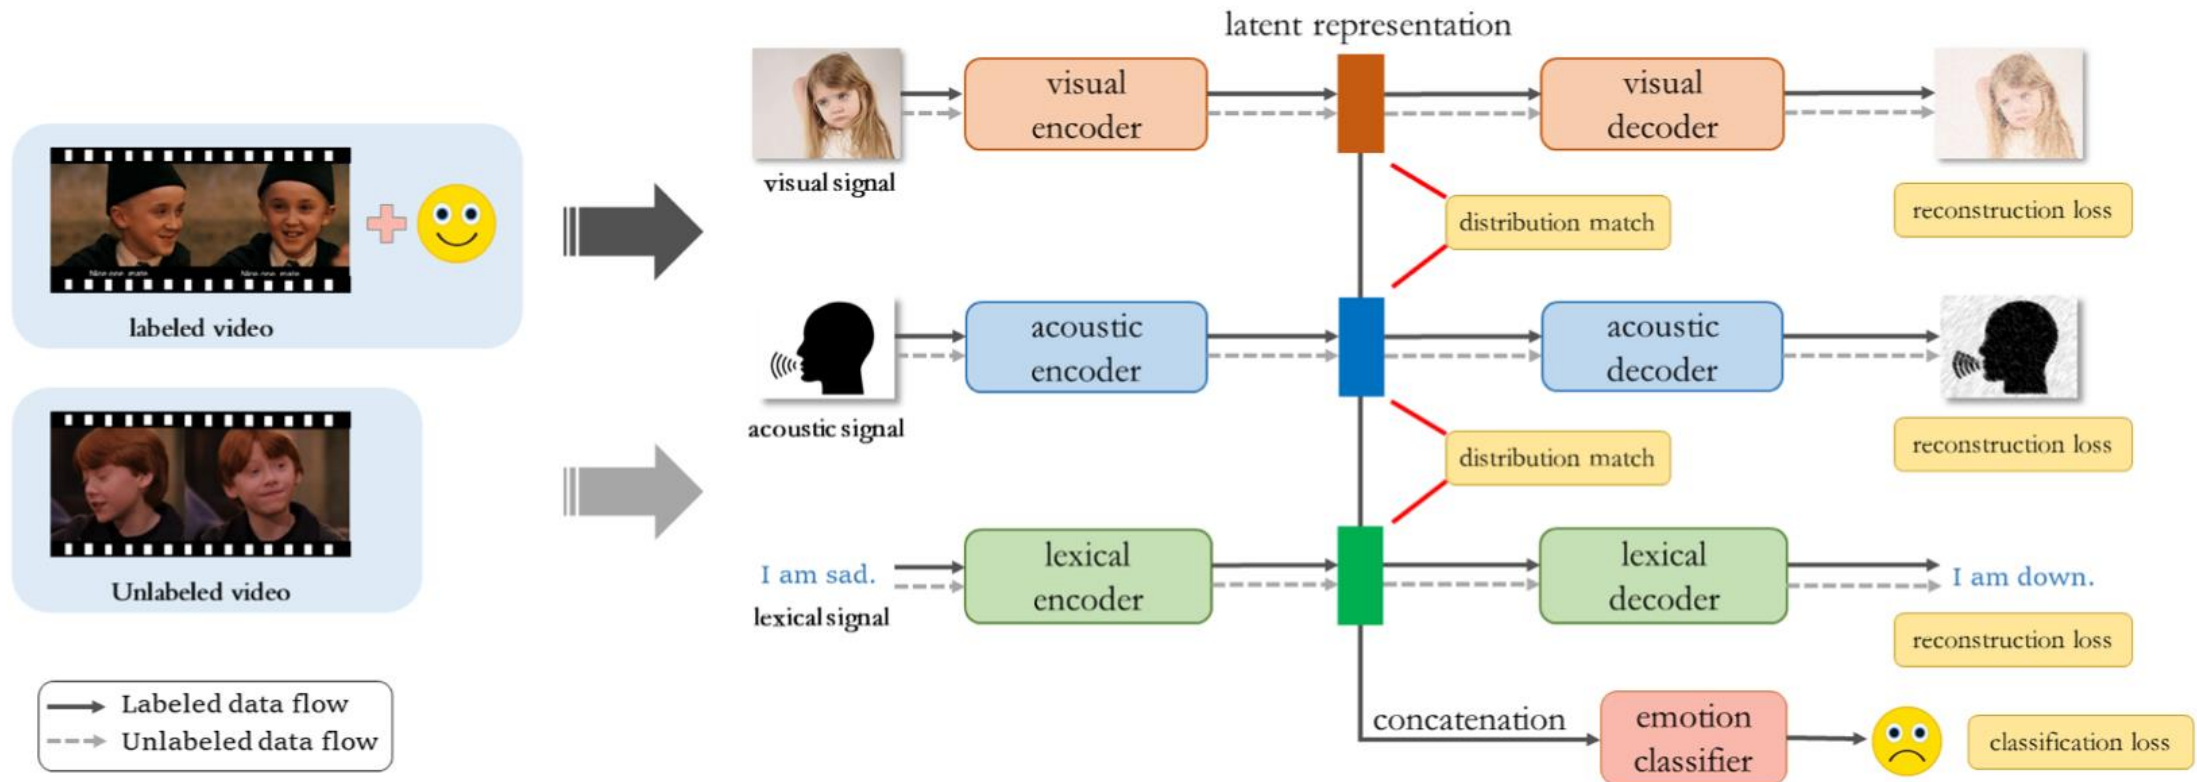 latent representation
visual
encoder
visual
decoder
visual signal
distribution match
reconstruction loss
labeled video
acoustic
encoder
acoustic
decoder
acoustic signal
distribution match
reconstruction loss
Unlabeled video
I am sad.
lexical signal
lexical
encoder
lexical
decoder
I am down.
reconstruction loss
Labeled data flow
Unlabeled data flow
concatenation
emotion
classifier
classification loss